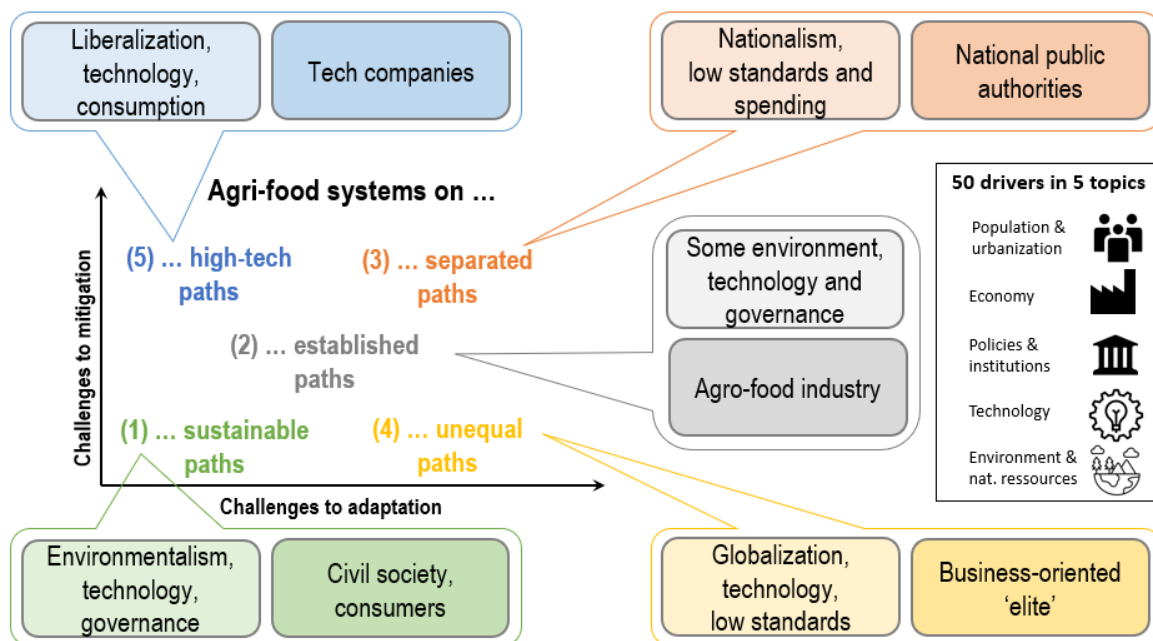 Liberalization,
technology,
consumption
Tech companies
Nationalism,
low standards and
spending
National public
authorities
Agri-food systems on ...
Challenges to mitigation
Challenges to adaptation
(5) ... high-tech
paths
(3) ... separated
paths
(2) ... established
paths
(1) ... sustainable
paths
(4) ... unequal
paths
Some environment,
technology and
governance
Agro-food industry
50 drivers in 5 topics
Population &
urbanization
Economy
Policies &
institutions
Technology
Environment &
nat. ressources
Environmentalism,
technology,
governance
Civil society,
consumers
Globalization,
technology,
low standards
Business-oriented
‘elite’